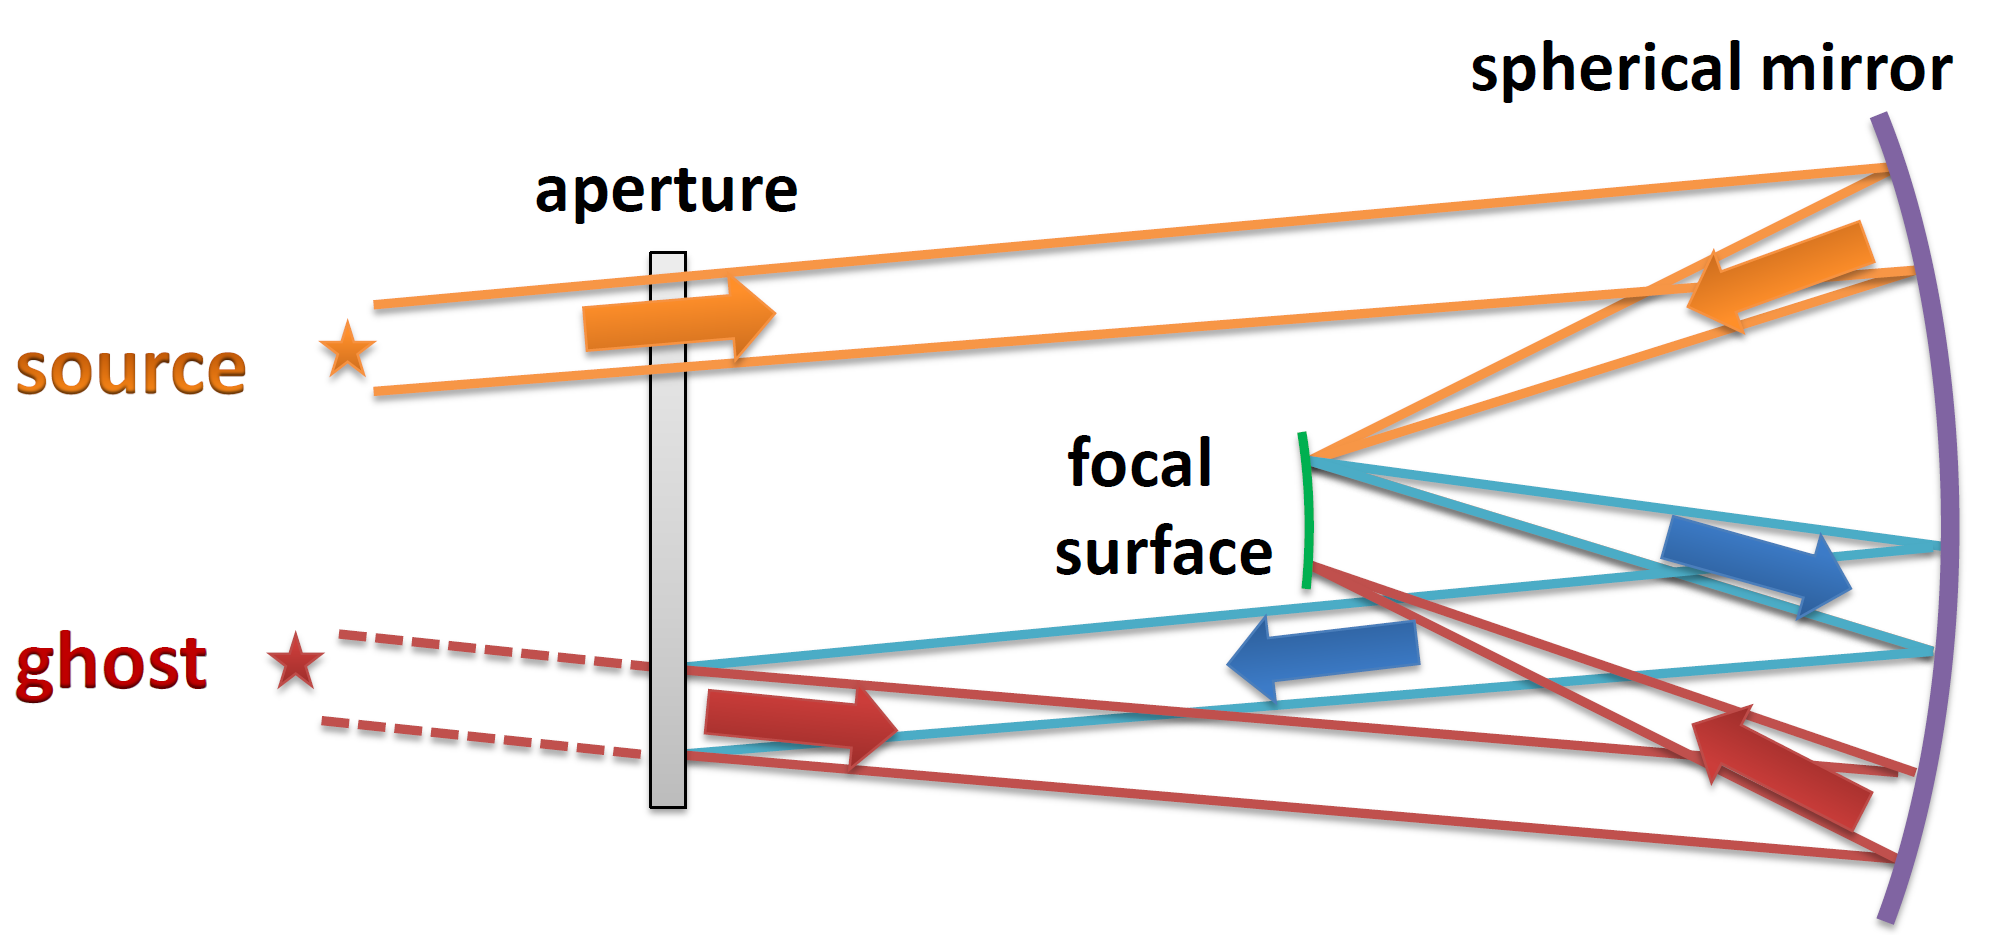 spherical mirror
aperture
source
focal
surface
ghost